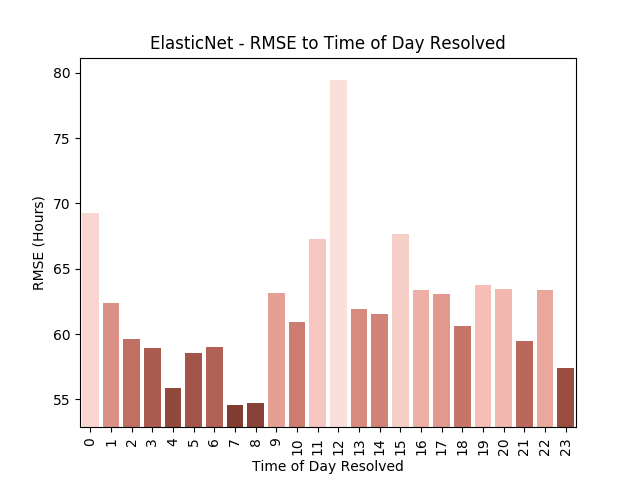 ElasticNet - RMSE to Time of Day Resolved
80
75
70
65
60
55
RMSE (Hours)
0 1 2 3 4 5 6 7 8 9 10 11 12 13 14 15 16 17 18 19 20 21 22 23
Time of Day Resolved